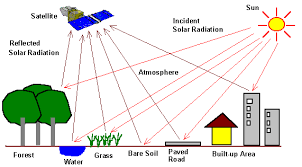 Sun
Satellite
Incident
Solar Radiation
Reflected
Solar Radiation
Atmosphere
Forest
Water
Grass
Bare Soil
Paved
Road
Built-up Area